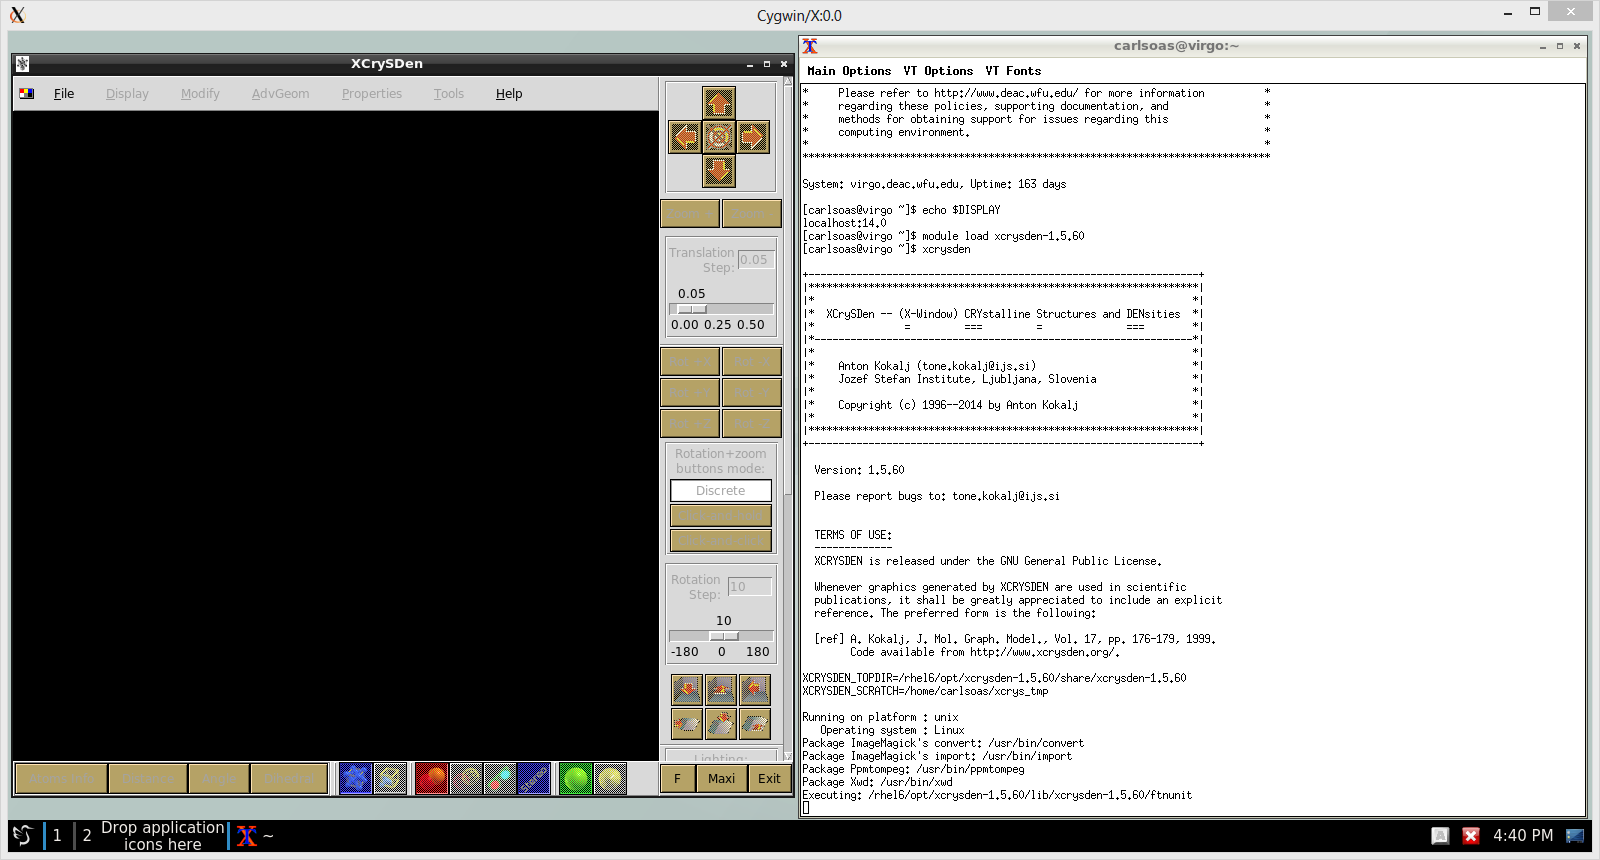 Cygwin/X:0.0
XCrySDen
File Display Modify AdvGeom Properties Tools Help
Translation
Step: 0.05
0.05
0.00 0.25 0.50
Rotation+zoom
buttons mode:
Discrete
Rotation
Step: 10
10
-180 0 180
Lighting:
Stereo
F Maxi Exit
carlsoas@virgo:~
Main Options VT Options VT Fonts
* Please refer to http://www.deac.wfu.edu/ for more information *
* regarding these policies, supporting documentation, and *
* methods for obtaining support for issues regarding this *
* computing environment. *
* *
******************************************************************************
System: virgo.deac.wfu.edu, Uptime: 163 days
[carlsoas@virgo ~]$ echo $DISPLAY
localhost:14.0
[carlsoas@virgo ~]$ module load xcrysden-1.5.60
[carlsoas@virgo ~]$ xcrysden
+-----------------------------------------------------------------+
|*****************************************************************|
|* *|
|* XCrySDen -- (X-Window) CRYstalline Structures and DENsities *|
|* = === = === *|
|*---------------------------------------------------------------*|
|* *|
|* Anton Kokalj (tone.kokalj@ijs.si) *|
|* Jozef Stefan Institute, Ljubljana, Slovenia *|
|* *|
|* Copyright (c) 1996--2014 by Anton Kokalj *|
|* *|
|*****************************************************************|
+-----------------------------------------------------------------+
Version: 1.5.60
Please report bugs to: tone.kokalj@ijs.si
TERMS OF USE:
-------------
XCRYSDEN is released under the GNU General Public License.
Whenever graphics generated by XCRYSDEN are used in scientific
publications, it shall be greatly appreciated to include an explicit
reference. The preferred form is the following:
[ref] A. Kokalj, J. Mol. Graph. Model., Vol. 17, pp. 176-179, 1999.
Code available from http://www.xcrysden.org/.
XCRYSDEN_TOPDIR=/rhel6/opt/xcrysden-1.5.60/share/xcrysden-1.5.60
XCRYSDEN_SCRATCH=/home/carlsoas/xcrys_tmp
Running on platform : unix
Operating system : Linux
Package ImageMagick's convert: /usr/bin/convert
Package ImageMagick's import: /usr/bin/import
Package Ppmtompeg: /usr/bin/ppmtompeg
Package Xwd: /usr/bin/xwd
Executing: /rhel6/opt/xcrysden-1.5.60/lib/xcrysden-1.5.60/ftnunit
1 2 Drop application
icons here
~
A
4:40 PM